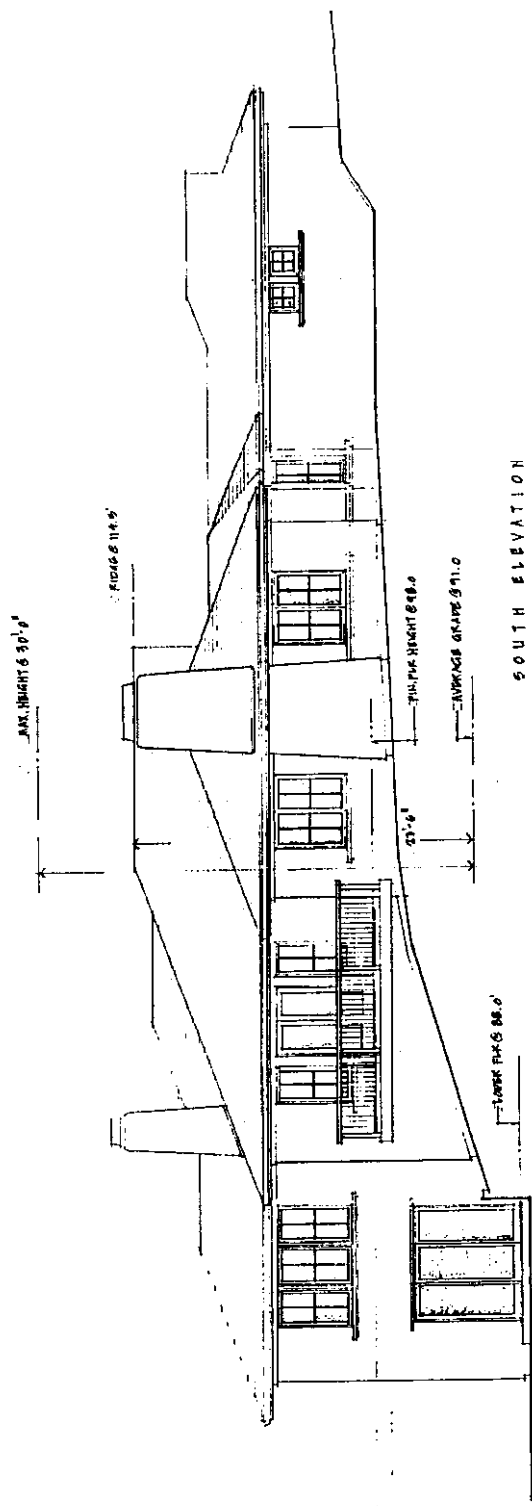 MAX. HEIGHT @ 30'-0"
RIDGE @ 114.5'
FIN. FLR. HEIGHT @ 98.0
AVERAGE GRADE @ 91.0
23'-6"
LOWER FLR @ 88.0'
SOUTH ELEVATION